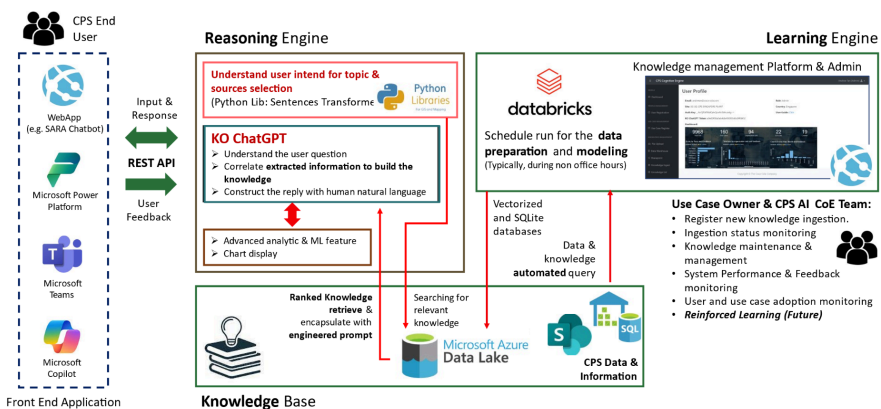 CPS End
User
WebApp
(e.g. SARA Chatbot)
Microsoft Power
Platform
Microsoft
Teams
Microsoft
Copilot
Front End Application
Input &
Response
REST API
User
Feedback
Reasoning Engine
Understand user intend for topic &
sources selection
(Python Lib: Sentences Transforme
Python
Libraries
KO ChatGPT
➢ Understand the user question
➢ Correlate extracted information to build the
knowledge
➢ Construct the reply with human natural language
➢ Advanced analytic & ML feature
➢ Chart display
Learning Engine
databricks
Schedule run for the data
preparation and modeling
(Typically, during non office hours)
Knowledge management Platform & Admin
User Profile
Vectorized
and SQLite
databases
Data &
knowledge
automated query
Use Case Owner & CPS AI CoE Team:
• Register new knowledge ingestion.
• Ingestion status monitoring
• Knowledge maintenance &
management
• System Performance & Feedback
monitoring
• User and use case adoption monitoring
• Reinforced Learning (Future)
Ranked Knowledge
retrieve &
encapsulate with
engineered prompt
Searching for
relevant
knowledge
Microsoft Azure
Data Lake
S
SQL
CPS Data &
Information
Knowledge Base